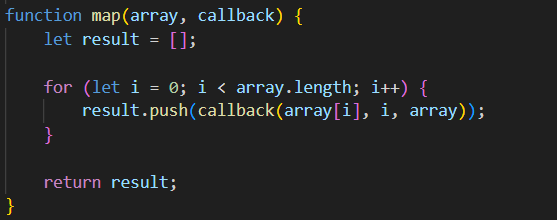 function map(array, callback) {
    let result = [];

    for (let i = 0; i < array.length; i++) {
        result.push(callback(array[i], i, array));
    }

    return result;
}